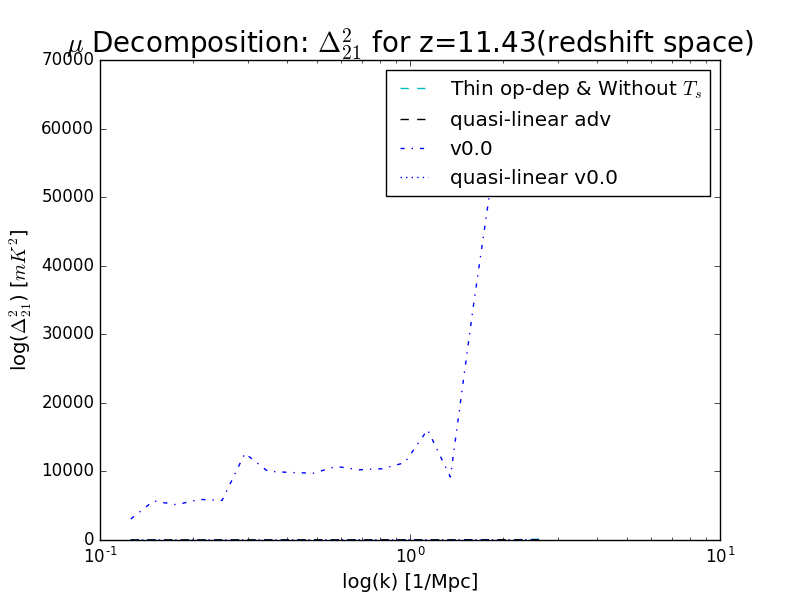 μ Decomposition: Δ²₂₁ for z=11.43(redshift space)
70000
60000
50000
40000
30000
20000
10000
0
log(Δ²₂₁) [mK²]
Thin op-dep & Without Tₛ
quasi-linear adv
v0.0
quasi-linear v0.0
10⁻¹ 10⁰ 10¹
log(k) [1/Mpc]